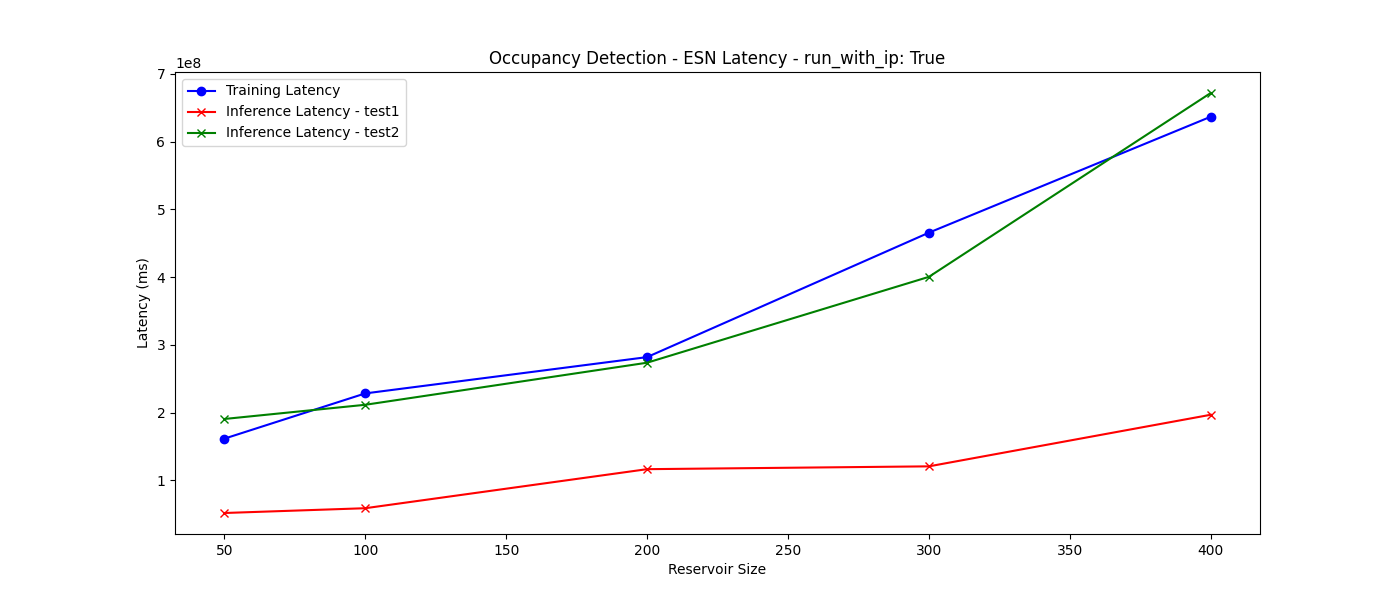 Occupancy Detection - ESN Latency - run_with_ip: True
1e8
7
6
5
4
3
2
1
Latency (ms)
Training Latency
Inference Latency - test1
Inference Latency - test2
50 100 150 200 250 300 350 400
Reservoir Size